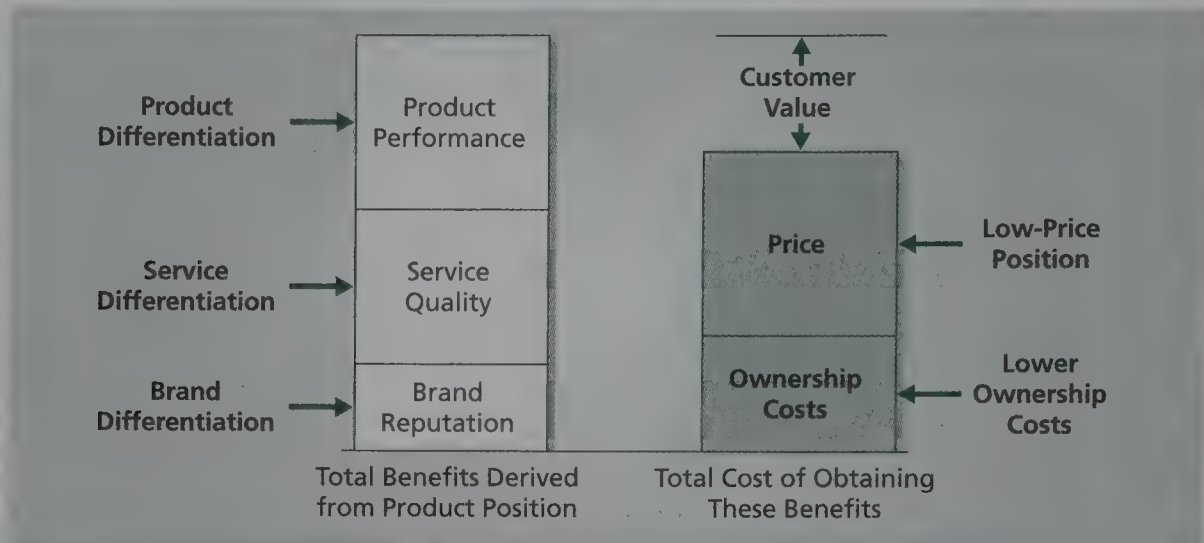 Product
Differentiation
Service
Differentiation
Brand
Differentiation
Product
Performance
Service
Quality
Brand
Reputation
Total Benefits Derived
from Product Position
Customer
Value
Price
Ownership
Costs
Total Cost of Obtaining
These Benefits
Low-Price
Position
Lower
Ownership
Costs